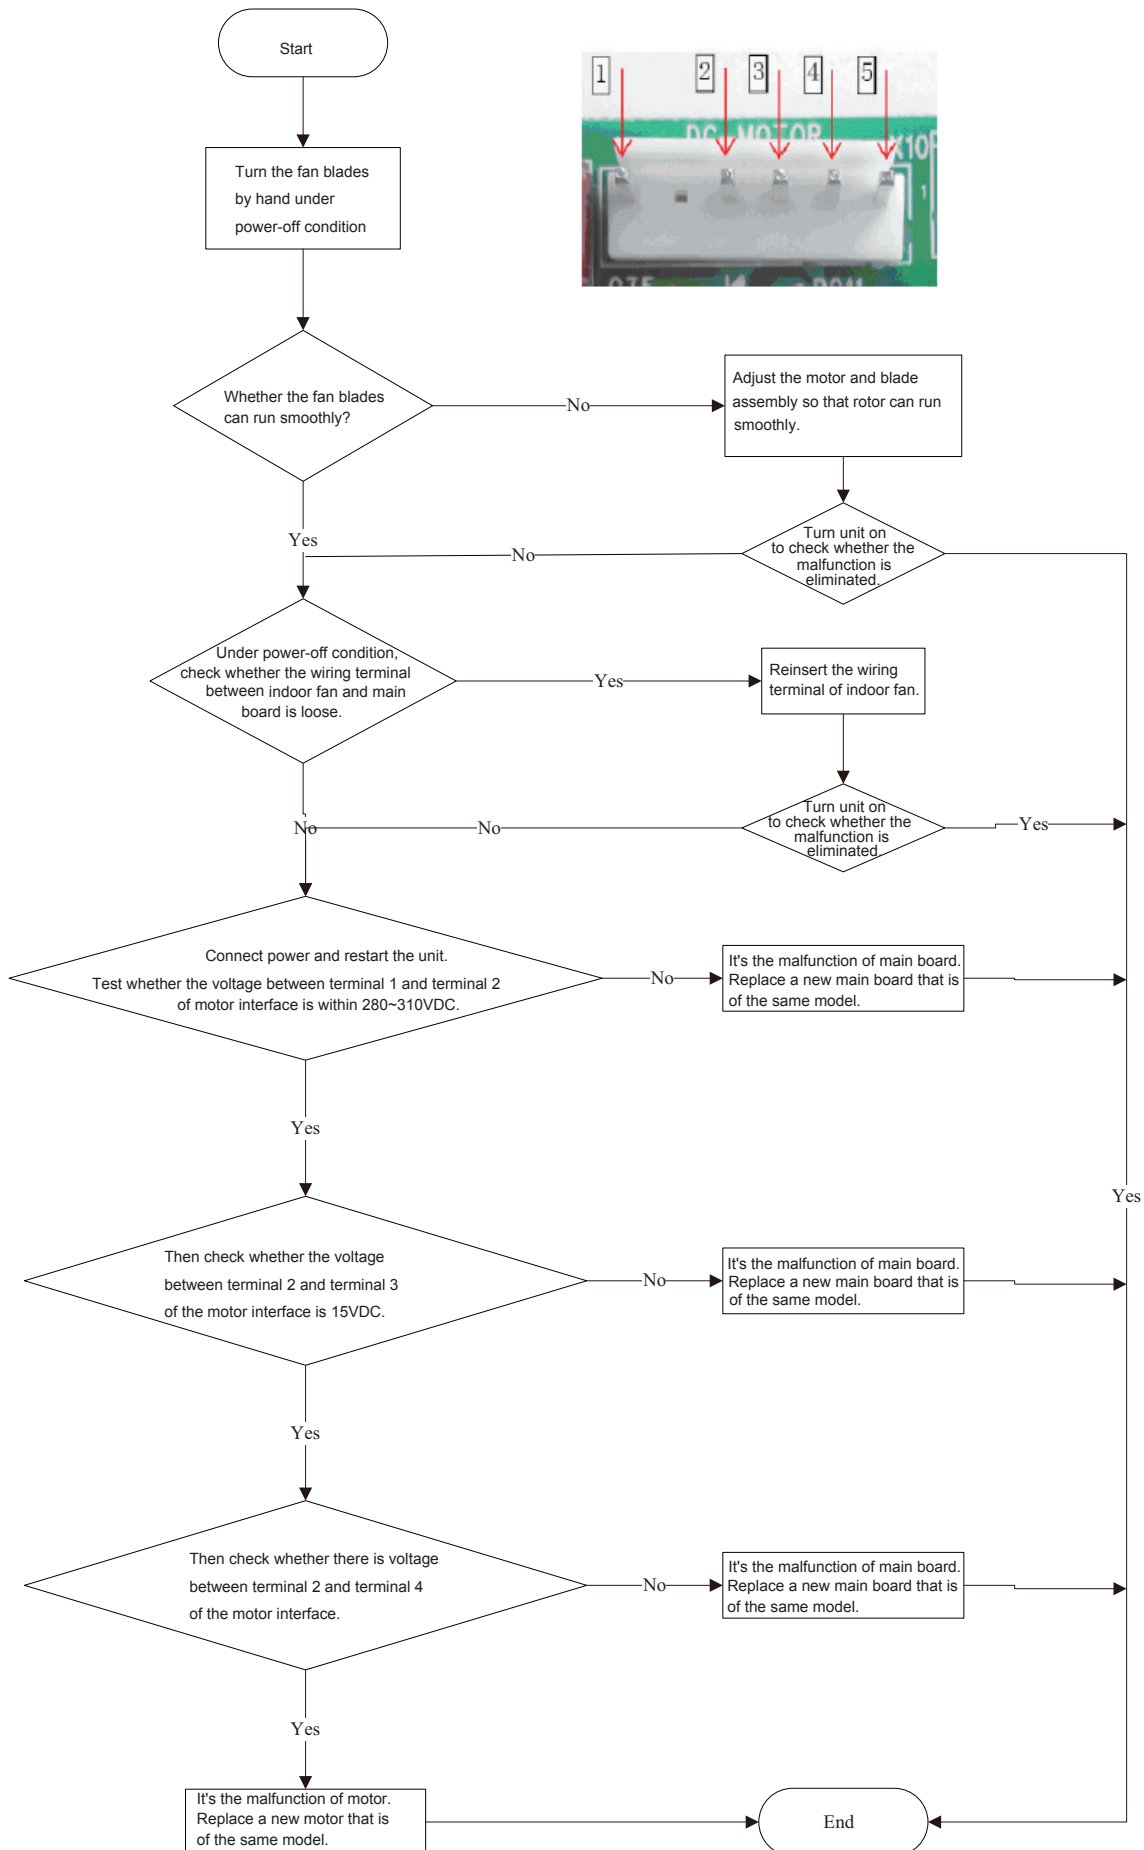 Start
1
2
3
4
5
DC MOTOR
X10
1
Turn the fan blades
by hand under
power-off condition
Whether the fan blades
can run smoothly?
No
Adjust the motor and blade
assembly so that rotor can run
smoothly.
Yes
Turn unit on
to check whether the
malfunction is
eliminated.
No
Under power-off condition,
check whether the wiring terminal
between indoor fan and main
board is loose.
Yes
Reinsert the wiring
terminal of indoor fan.
No
No
Turn unit on
to check whether the
malfunction is
eliminated.
Yes
Connect power and restart the unit.
Test whether the voltage between terminal 1 and terminal 2
of motor interface is within 280~310VDC.
No
It's the malfunction of main board.
Replace a new main board that is
of the same model.
Yes
Yes
Then check whether the voltage
between terminal 2 and terminal 3
of the motor interface is 15VDC.
No
It's the malfunction of main board.
Replace a new main board that is
of the same model.
Yes
Then check whether there is voltage
between terminal 2 and terminal 4
of the motor interface.
No
It's the malfunction of main board.
Replace a new main board that is
of the same model.
Yes
It's the malfunction of motor.
Replace a new motor that is
of the same model.
End